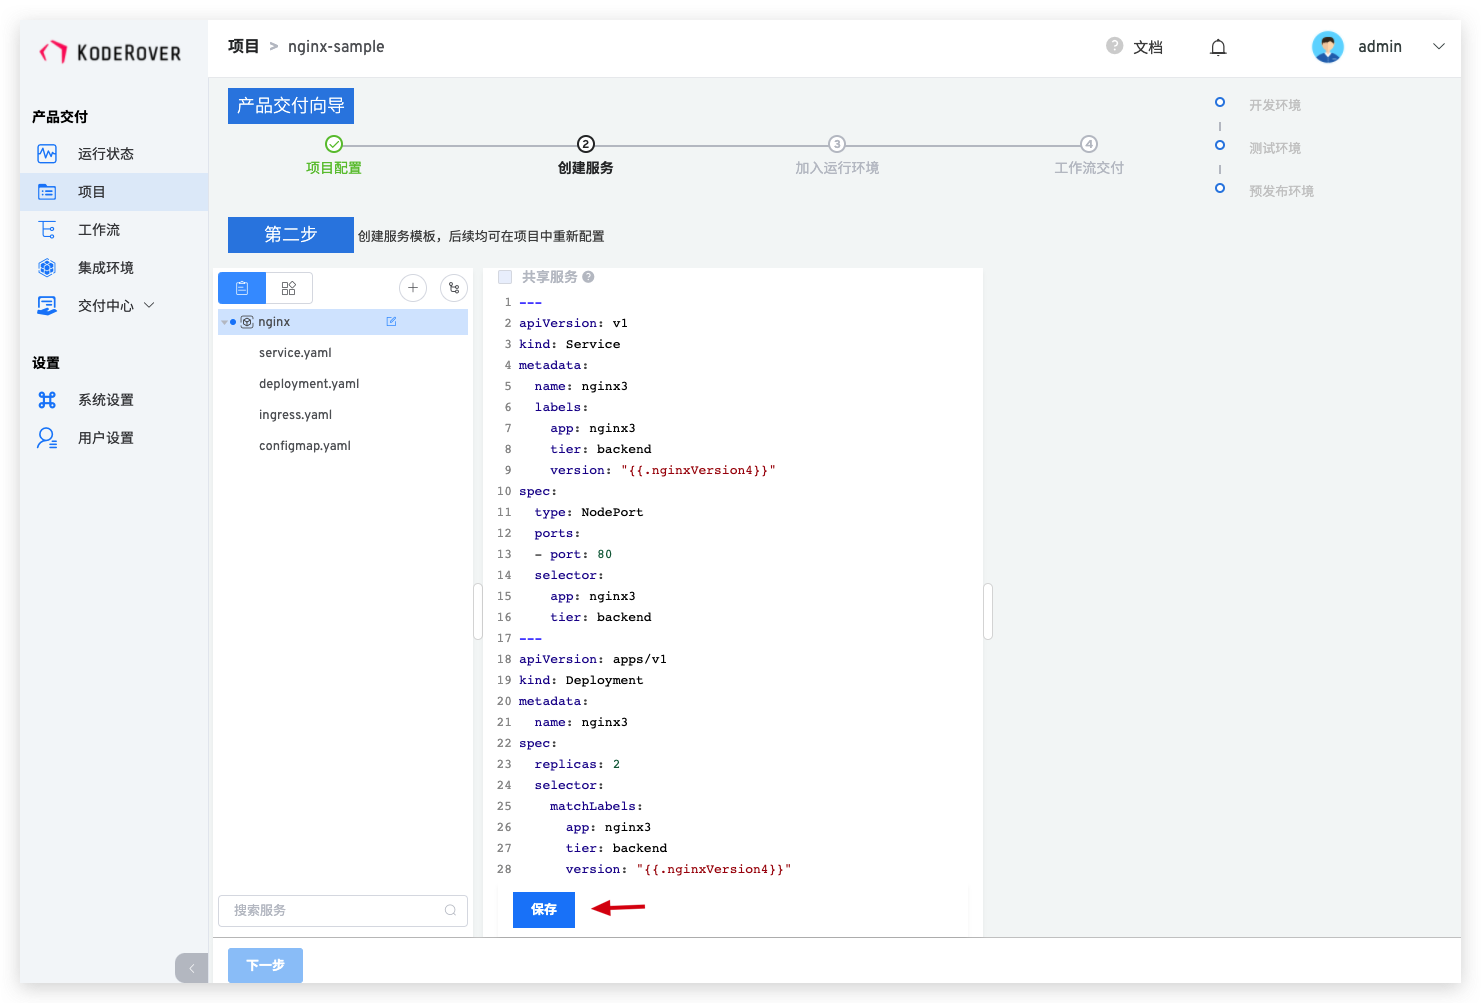 KODEROVER
项目 > nginx-sample
? 文档
admin
产品交付
运行状态
项目
工作流
集成环境
交付中心
设置
系统设置
用户设置
产品交付向导
项目配置
2
创建服务
3
加入运行环境
4
工作流交付
开发环境
测试环境
预发布环境
第二步 创建服务模板，后续均可在项目中重新配置
nginx
service.yaml
deployment.yaml
ingress.yaml
configmap.yaml
搜索服务
共享服务 ?
1 ---
2 apiVersion: v1
3 kind: Service
4 metadata:
5   name: nginx3
6   labels:
7     app: nginx3
8     tier: backend
9     version: "{{.nginxVersion4}}"
10 spec:
11   type: NodePort
12   ports:
13   - port: 80
14   selector:
15     app: nginx3
16     tier: backend
17 ---
18 apiVersion: apps/v1
19 kind: Deployment
20 metadata:
21   name: nginx3
22 spec:
23   replicas: 2
24   selector:
25     matchLabels:
26       app: nginx3
27       tier: backend
28       version: "{{.nginxVersion4}}"
保存
下一步